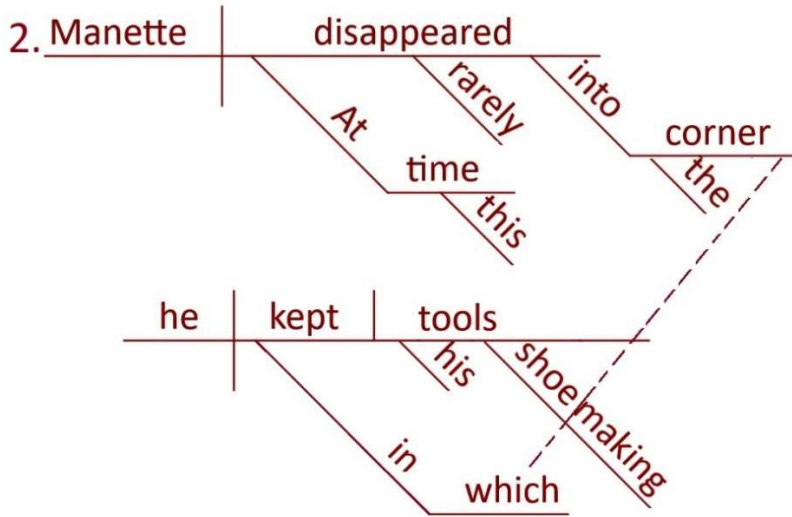 2. Manette disappeared
At
rarely
into
time
this
corner
the
he kept tools
in
his
shoemaking
which